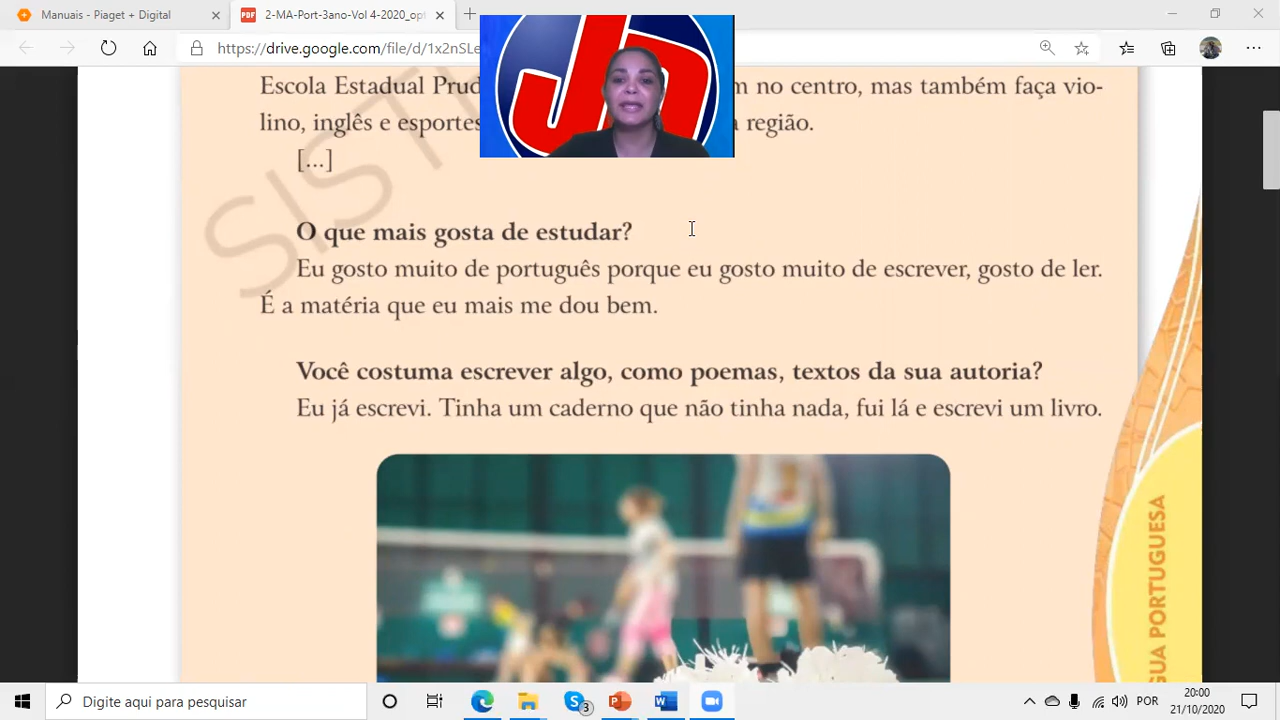 Manuais - Piaget + Digital
2-MA-Port-3ano-Vol 4-2020_opt
https://drive.google.com/file/d/1x2nSLe
Escola Estadual Prud
m no centro, mas também faça vio-
lino, inglês e esportes
a região.
[...]
SIST
O que mais gosta de estudar?
Eu gosto muito de português porque eu gosto muito de escrever, gosto de ler.
É a matéria que eu mais me dou bem.
Você costuma escrever algo, como poemas, textos da sua autoria?
Eu já escrevi. Tinha um caderno que não tinha nada, fui lá e escrevi um livro.
GUA PORTUGUESA
Digite aqui para pesquisar
3
POR
20:00
21/10/2020